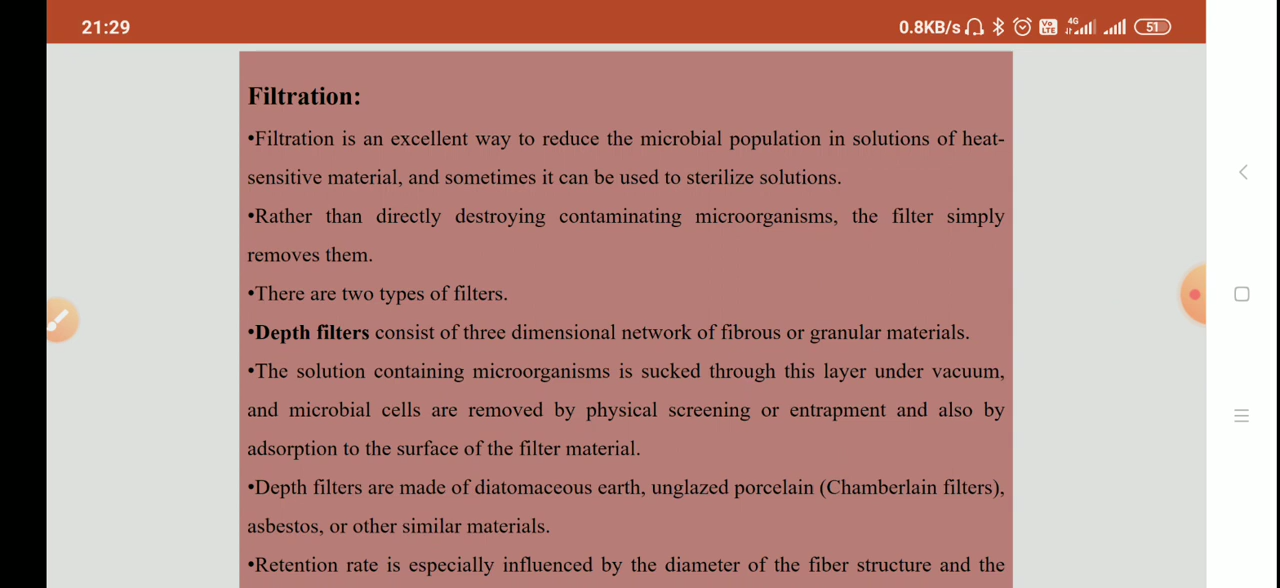 21:29
0.8KB/s
Vo LTE
4G
51
Filtration:
•Filtration is an excellent way to reduce the microbial population in solutions of heat-
sensitive material, and sometimes it can be used to sterilize solutions.
•Rather than directly destroying contaminating microorganisms, the filter simply
removes them.
•There are two types of filters.
•Depth filters consist of three dimensional network of fibrous or granular materials.
•The solution containing microorganisms is sucked through this layer under vacuum,
and microbial cells are removed by physical screening or entrapment and also by
adsorption to the surface of the filter material.
•Depth filters are made of diatomaceous earth, unglazed porcelain (Chamberlain filters),
asbestos, or other similar materials.
•Retention rate is especially influenced by the diameter of the fiber structure and the